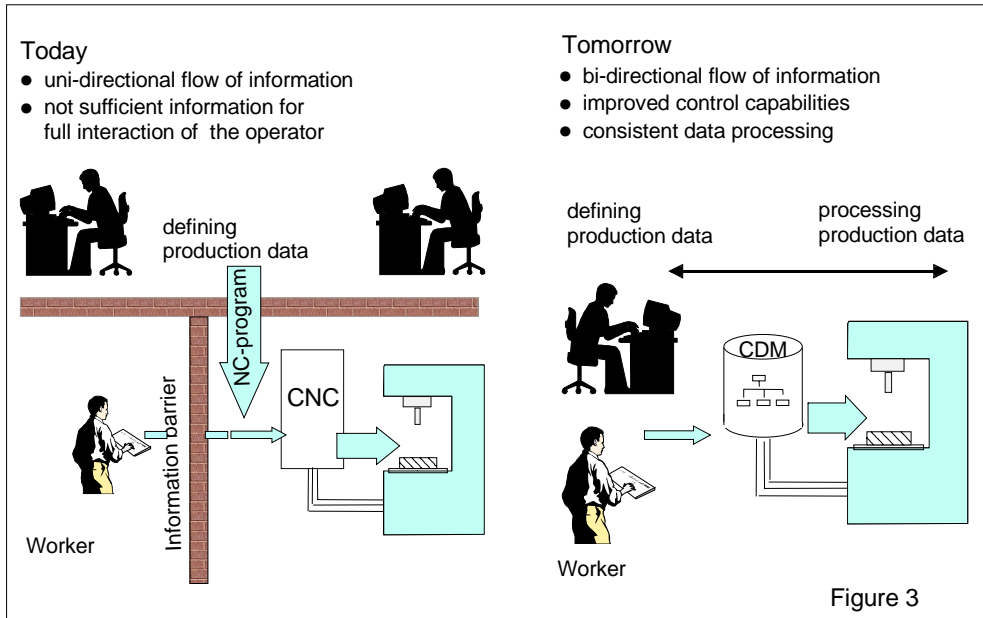 Today
● uni-directional flow of information
● not sufficient information for
full interaction of the operator
defining
production data
NC-program
Information barrier
CNC
Worker
Tomorrow
● bi-directional flow of information
● improved control capabilities
● consistent data processing
defining
production data
processing
production data
CDM
Worker
Figure 3